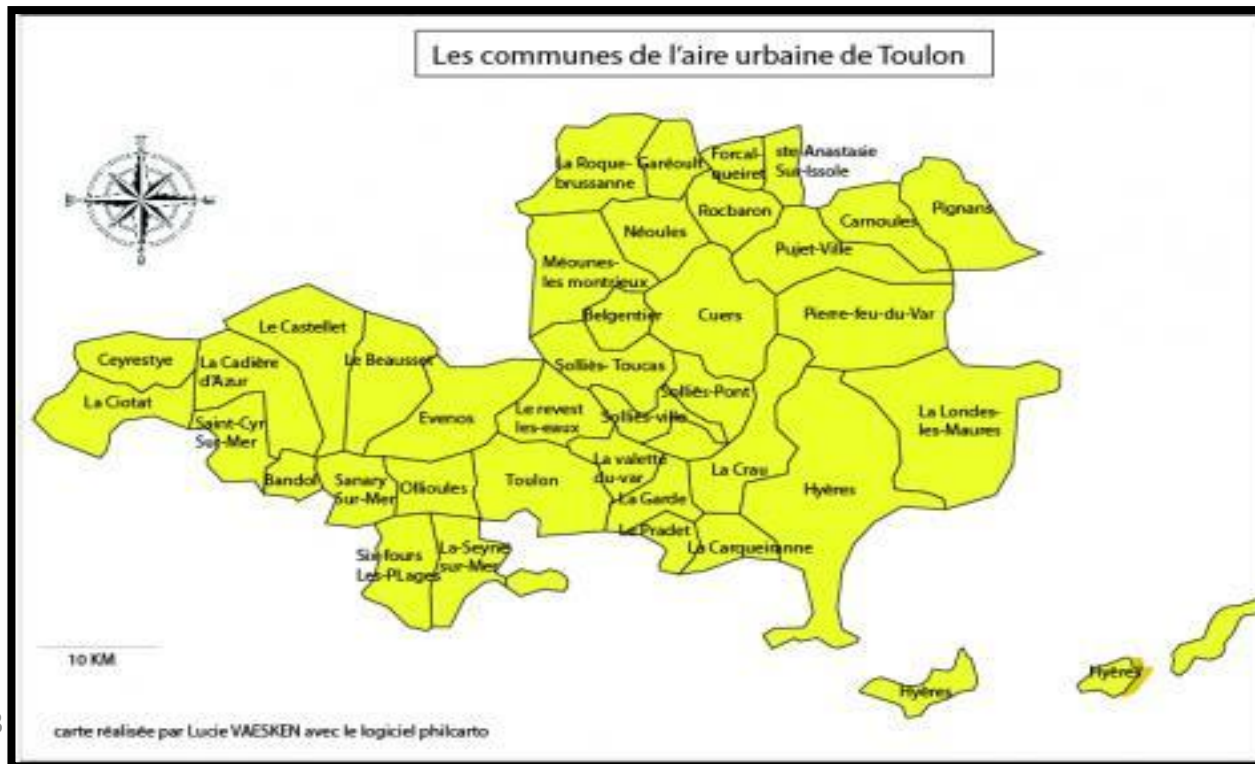 Les communes de l'aire urbaine de Toulon
La Roque-
brussanne
Garéoult
Forcal-
queiret
ste-Anastasie
Sur-Issole
Rocbaron
Carnoules
Pignans
Néoules
Pujet-Ville
Méounes-
les montrieux
Belgentier
Cuers
Pierre-feu-du-Var
Le Castellet
Ceyrestye
La Cadière
d'Azur
Le Beausset
Solliès- Toucas
Solliès-Pont
La Ciotat
Saint-Cyr
Sur-Mer
Evenos
Le revest
les-eaux
Solliès-ville
La Londes-
les-Maures
Bandol
Sanary
Sur-Mer
Ollioules
Toulon
La valette
du-var
La Crau
Hyères
La Garde
Le Pradet
La Carqueiranne
Six-fours
Les-PLages
La-Seyne
sur-Mer
10 KM
Hyères
Hyères
carte réalisée par Lucie VAESKEN avec le logiciel philcarto